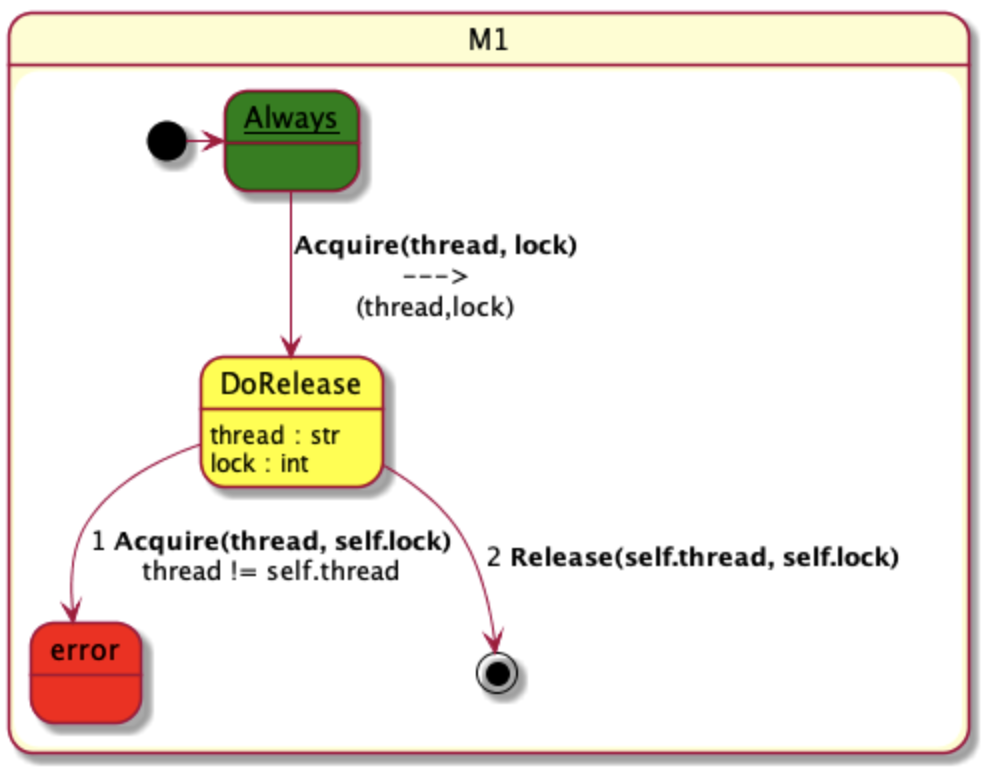 M1
Always
Acquire(thread, lock)
--->
(thread,lock)
DoRelease
thread : str
lock : int
1 Acquire(thread, self.lock)
thread != self.thread
2 Release(self.thread, self.lock)
error